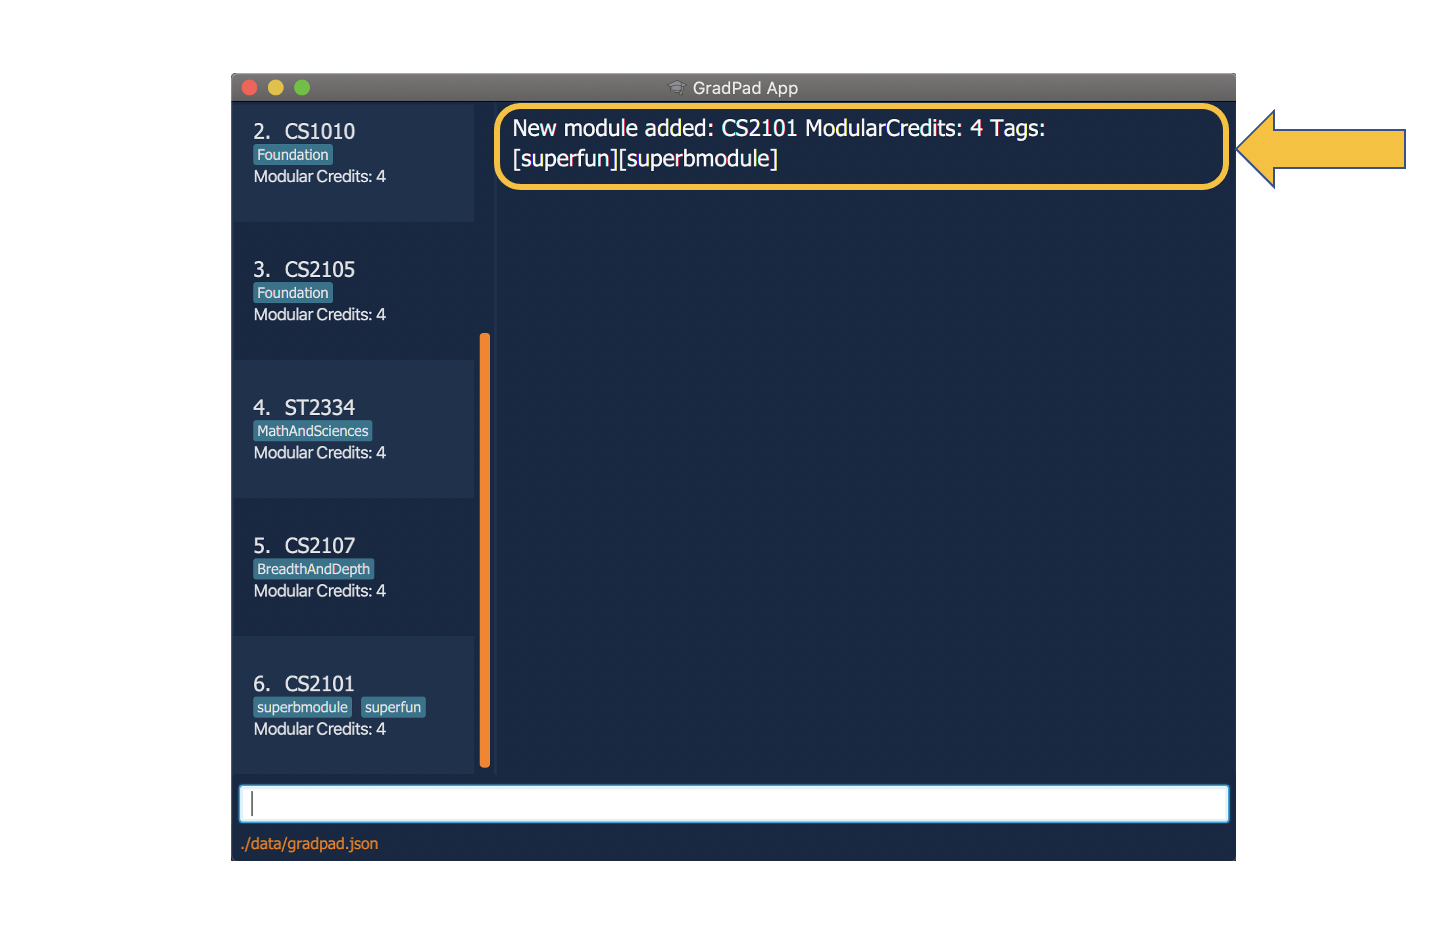 GradPad App
2. CS1010
Foundation
Modular Credits: 4
3. CS2105
Foundation
Modular Credits: 4
4. ST2334
MathAndSciences
Modular Credits: 4
5. CS2107
BreadthAndDepth
Modular Credits: 4
6. CS2101
superbmodule superfun
Modular Credits: 4
New module added: CS2101 ModularCredits: 4 Tags:
[superfun][superbmodule]
./data/gradpad.json